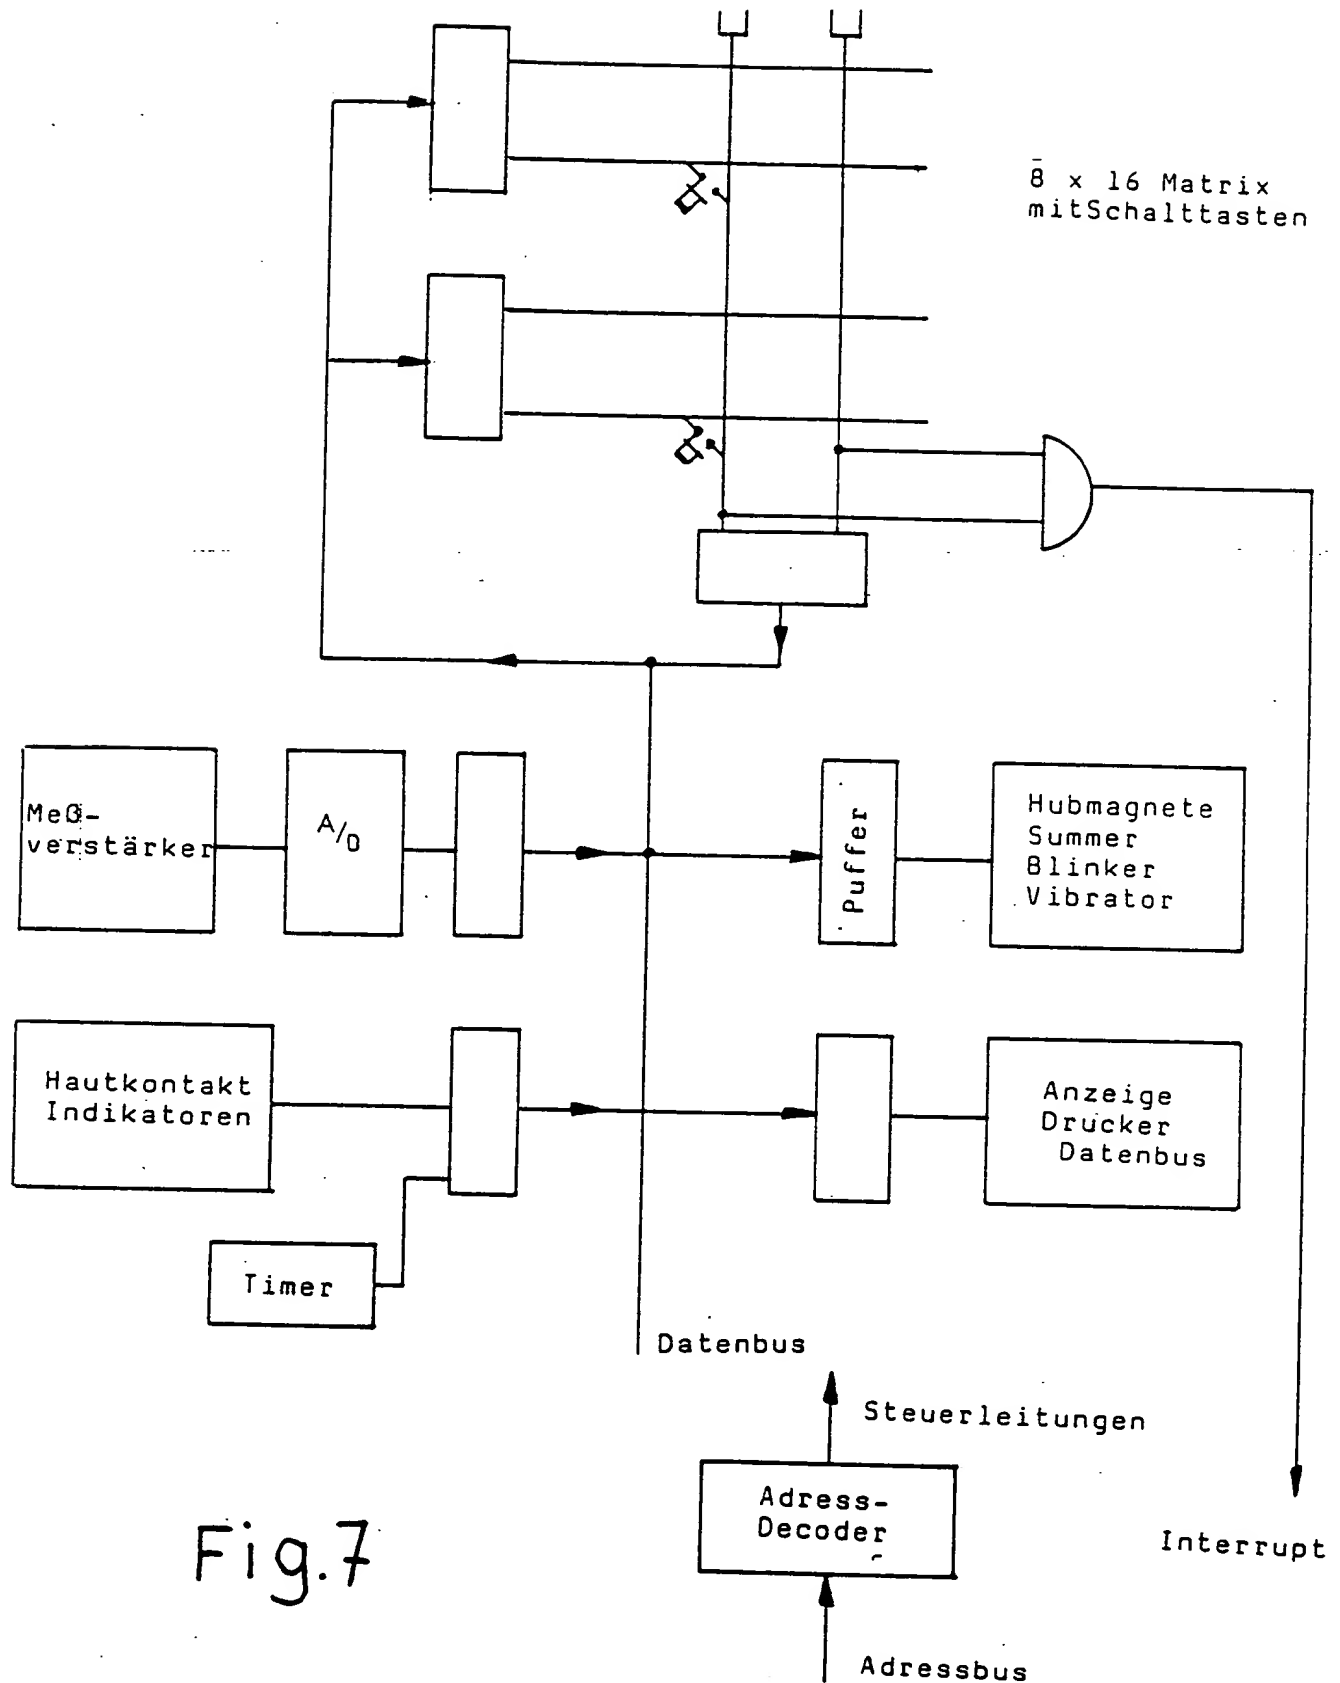 8 x 16 Matrix
mitSchalttasten
Meß-
verstärker
A/D
Puffer
Hubmagnete
Summer
Blinker
Vibrator
Hautkontakt
Indikatoren
Anzeige
Drucker
Datenbus
Timer
Datenbus
Steuerleitungen
Adress-
Decoder
Interrupt
Adressbus
Fig.7